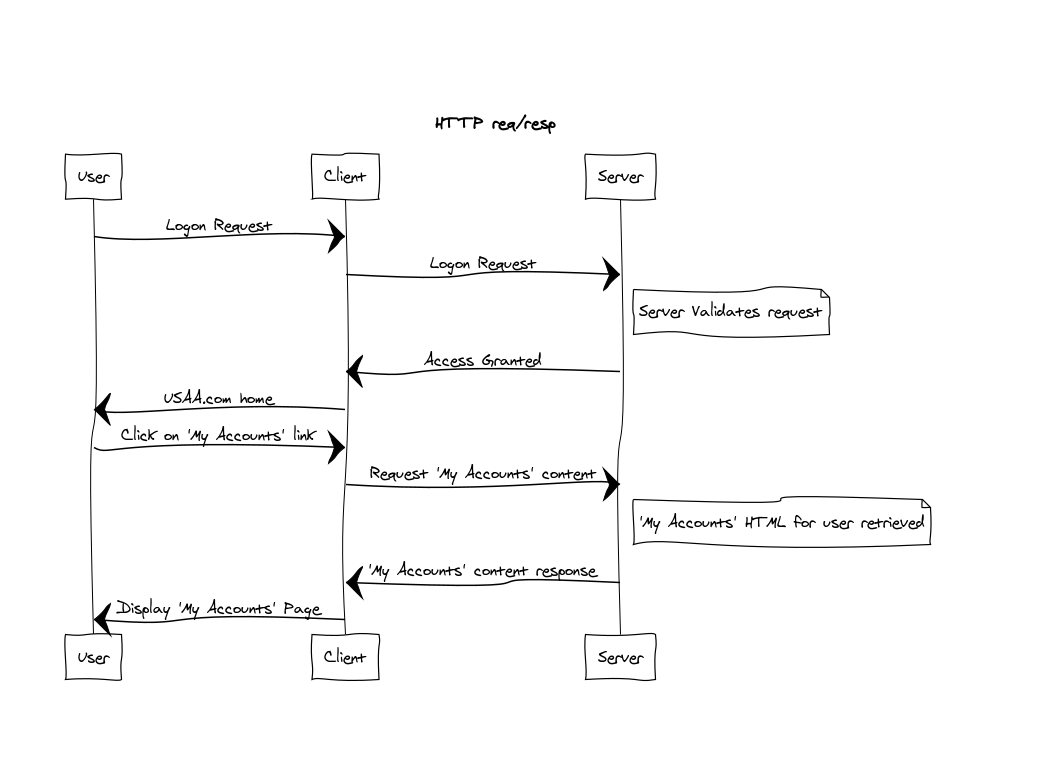 HTTP req/resp
User
Client
Server
Logon Request
Logon Request
Server Validates request
Access Granted
USAA.com home
Click on 'My Accounts' link
Request 'My Accounts' content
'My Accounts' HTML for user retrieved
'My Accounts' content response
Display 'My Accounts' Page
User
Client
Server